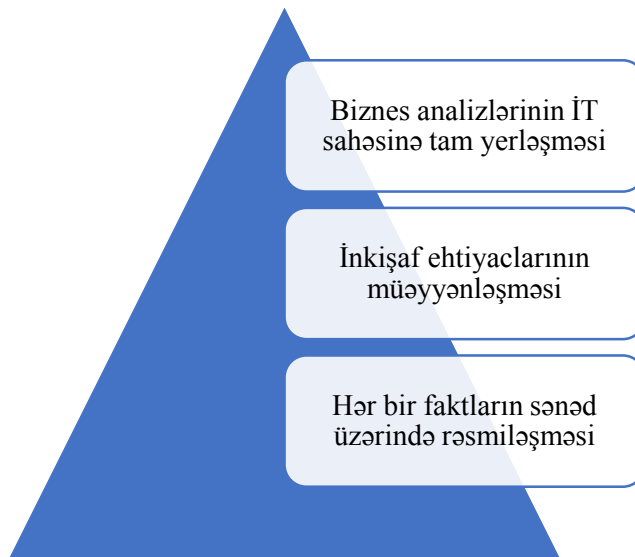 Biznes analizlərinin İT
sahəsinə tam yerləşməsi
İnkişaf ehtiyaclarının
müəyyənləşməsi
Hər bir faktların sənəd
üzərində rəsmiləşməsi